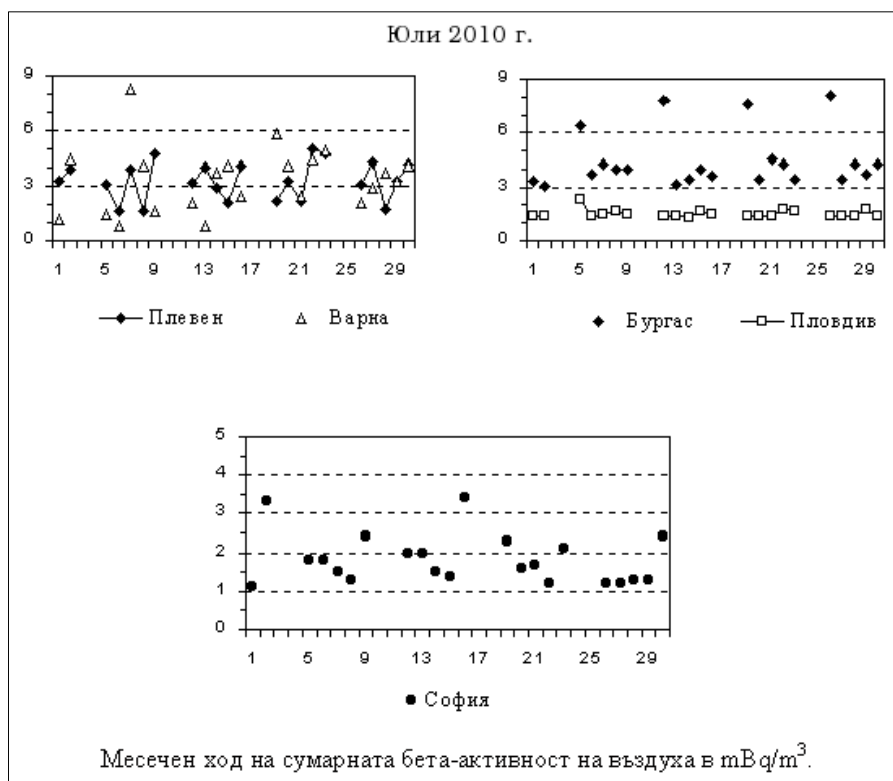 Юли 2010 г.
9
6
3
0
1 5 9 13 17 21 25 29
Плевен Варна
9
6
3
0
1 5 9 13 17 21 25 29
Бургас Пловдив
5
4
3
2
1
0
1 5 9 13 17 21 25 29
София
Месечен ход на сумарната бета-активност на въздуха в mBq/m³.